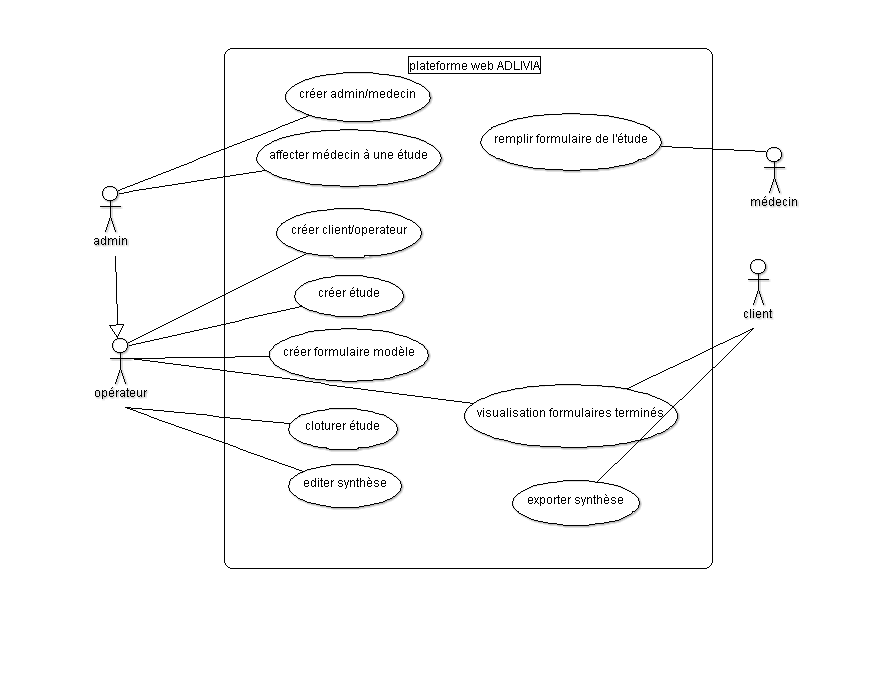 plateforme web ADLIVIA
créer admin/medecin
remplir formulaire de l'étude
affecter médecin à une étude
médecin
admin
créer client/operateur
créer étude
client
créer formulaire modèle
opérateur
visualisation formulaires terminés
cloturer étude
editer synthèse
exporter synthèse